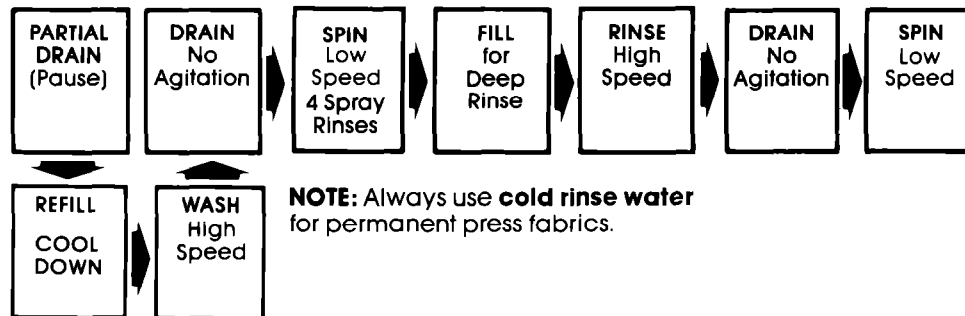 PARTIAL
DRAIN
(Pause)
REFILL
COOL
DOWN
WASH
High
Speed
DRAIN
No
Agitation
SPIN
Low
Speed
4 Spray
Rinses
FILL
for
Deep
Rinse
RINSE
High
Speed
DRAIN
No
Agitation
SPIN
Low
Speed
NOTE: Always use cold rinse water
for permanent press fabrics.